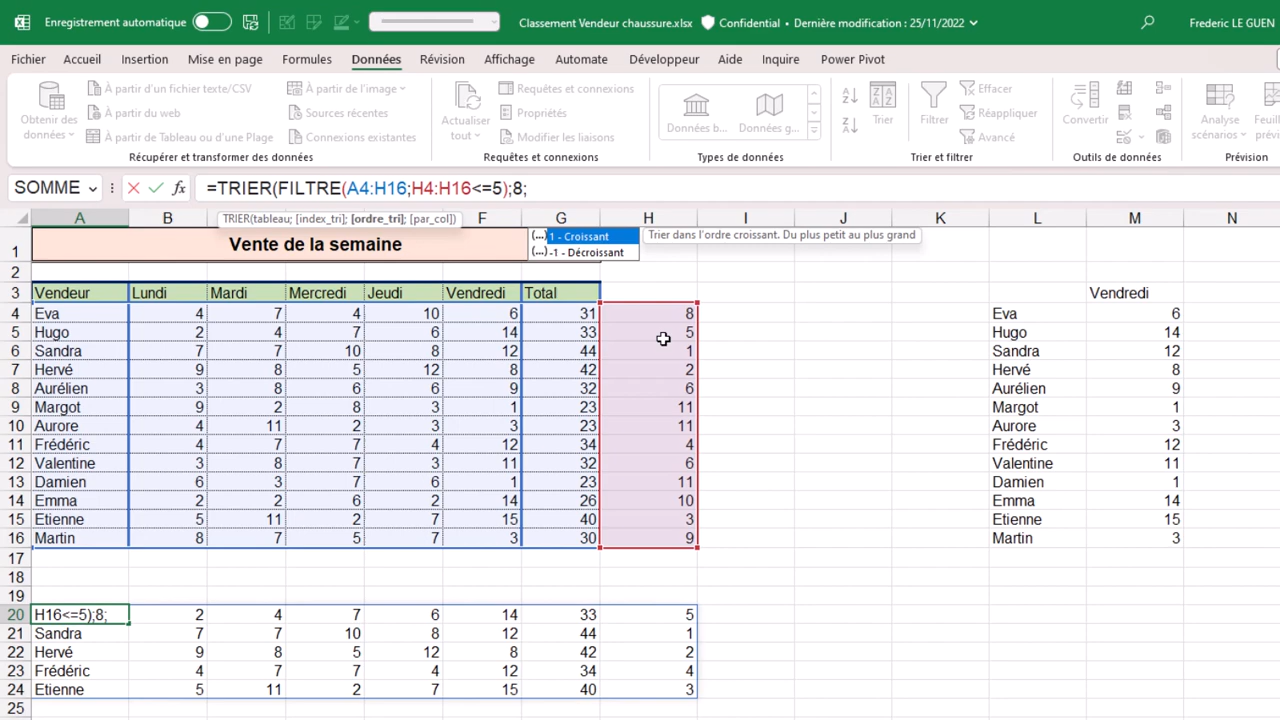 Enregistrement automatique Classement Vendeur chaussure.xlsx Confidential • Dernière modification : 25/11/2022 Frederic LE GUEN
Fichier Accueil Insertion Mise en page Formules Données Révision Affichage Automate Développeur Aide Inquire Power Pivot
Obtenir des données
À partir d'un fichier texte/CSV
À partir du web
À partir de Tableau ou d'une Plage
À partir de l'image
Sources récentes
Connexions existantes
Récupérer et transformer des données
Actualiser tout
Requêtes et connexions
Propriétés
Modifier les liaisons
Requêtes et connexions
Données b...
Données g...
Types de données
Trier
Filtrer
Effacer
Réappliquer
Avancé
Trier et filtrer
Convertir
Outils de données
Analyse scénarios
Feuill
prévis
Prévision
SOMME =TRIER(FILTRE(A4:H16;H4:H16<=5);8;
TRIER(tableau; [index_tri]; [ordre_tri]; [par_col])
(...) 1 - Croissant
(...) -1 - Décroissant
Trier dans l'ordre croissant. Du plus petit au plus grand
A B C D E F G H I J K L M N
1 Vente de la semaine
2
3 Vendeur Lundi Mardi Mercredi Jeudi Vendredi Total Vendredi
4 Eva 4 7 4 10 6 31 8 Eva 6
5 Hugo 2 4 7 6 14 33 5 Hugo 14
6 Sandra 7 7 10 8 12 44 1 Sandra 12
7 Hervé 9 8 5 12 8 42 2 Hervé 8
8 Aurélien 3 8 6 6 9 32 6 Aurélien 9
9 Margot 9 2 8 3 1 23 11 Margot 1
10 Aurore 4 11 2 3 3 23 11 Aurore 3
11 Frédéric 4 7 7 4 12 34 4 Frédéric 12
12 Valentine 3 8 7 3 11 32 6 Valentine 11
13 Damien 6 3 7 6 1 23 11 Damien 1
14 Emma 2 2 6 2 14 26 10 Emma 14
15 Etienne 5 11 2 7 15 40 3 Etienne 15
16 Martin 8 7 5 7 3 30 9 Martin 3
17
18
19
20 H16<=5);8; 2 4 7 6 14 33 5
21 Sandra 7 7 10 8 12 44 1
22 Hervé 9 8 5 12 8 42 2
23 Frédéric 4 7 7 4 12 34 4
24 Etienne 5 11 2 7 15 40 3
25